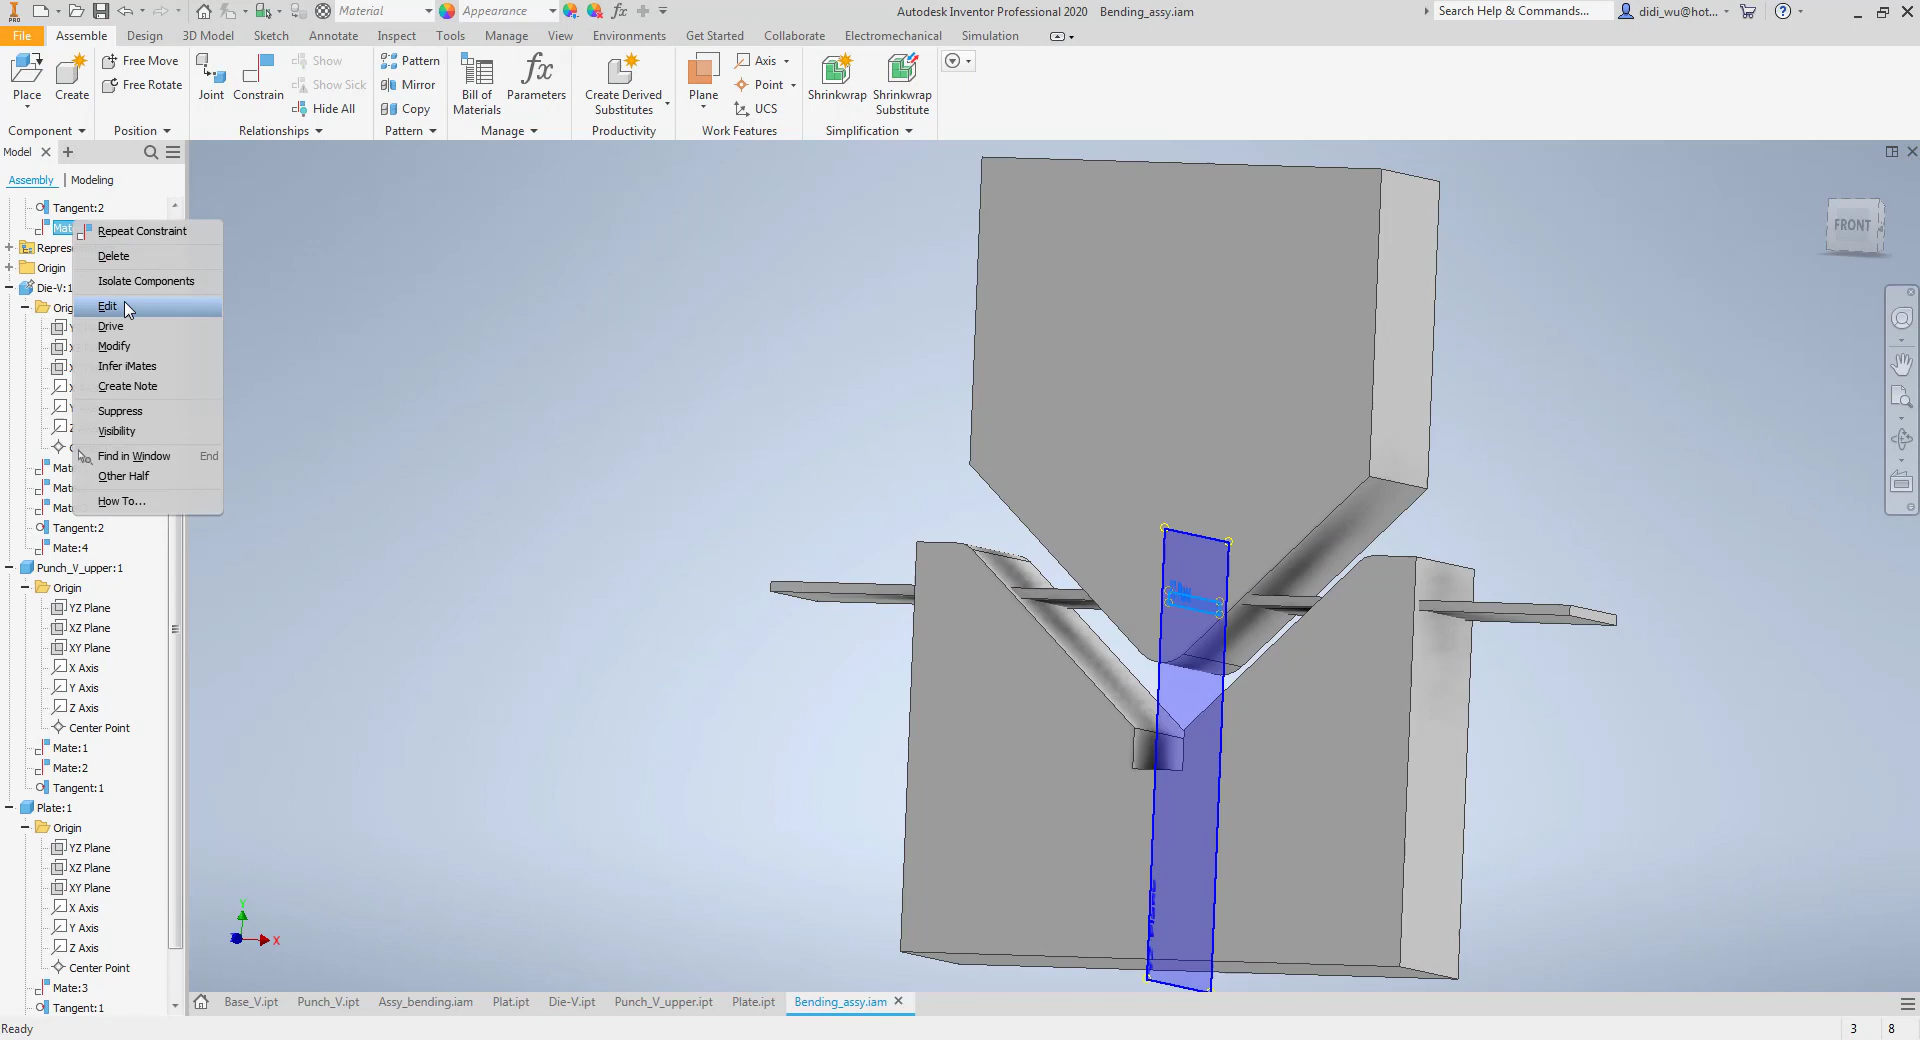 PRO
Material
Appearance
Autodesk Inventor Professional 2020 Bending_assy.iam
Search Help & Commands...
didi_wu@hot...
File
Assemble
Design
3D Model
Sketch
Annotate
Inspect
Tools
Manage
View
Environments
Get Started
Collaborate
Electromechanical
Simulation
Place
Create
Free Move
Free Rotate
Joint
Constrain
Show
Show Sick
Hide All
Pattern
Mirror
Copy
Bill of
Materials
fx
Parameters
Create Derived
Substitutes
Plane
Axis
Point
UCS
Shrinkwrap
Shrinkwrap
Substitute
Component
Position
Relationships
Pattern
Manage
Productivity
Work Features
Simplification
Model
Assembly | Modeling
Tangent:2
Repeat Constraint
Delete
Origin
Isolate Components
Die-V:1
Edit
Drive
Modify
Infer iMates
Create Note
Suppress
Visibility
Find in Window End
Other Half
How To...
Tangent:2
Mate:4
Punch_V_upper:1
Origin
YZ Plane
XZ Plane
XY Plane
X Axis
Y Axis
Z Axis
Center Point
Mate:1
Mate:2
Tangent:1
Plate:1
Origin
YZ Plane
XZ Plane
XY Plane
X Axis
Y Axis
Z Axis
Center Point
Mate:3
Tangent:1
FRONT
Y
X
Base_V.ipt
Punch_V.ipt
Assy_bending.iam
Plat.ipt
Die-V.ipt
Punch_V_upper.ipt
Plate.ipt
Bending_assy.iam
Ready
3 8